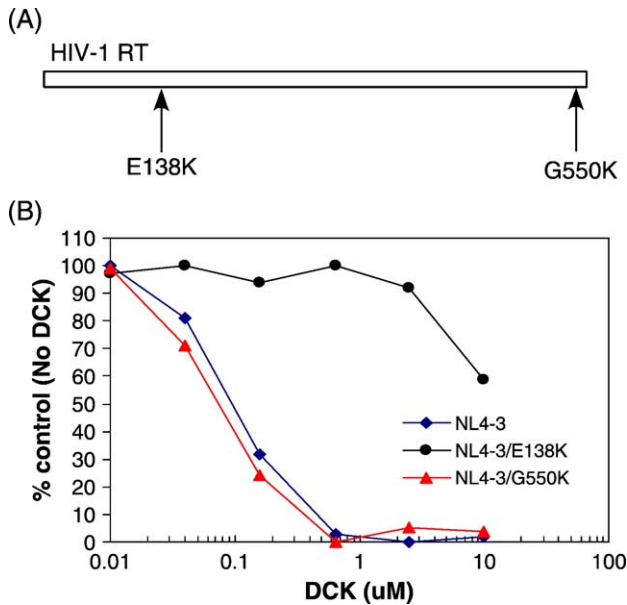 (A)
HIV-1 RT
E138K
G550K
(B)
110
100
90
80
70
60
50
40
30
20
10
0
% control (No DCK)
NL4-3
NL4-3/E138K
NL4-3/G550K
0.01
0.1
1
10
100
DCK (uM)